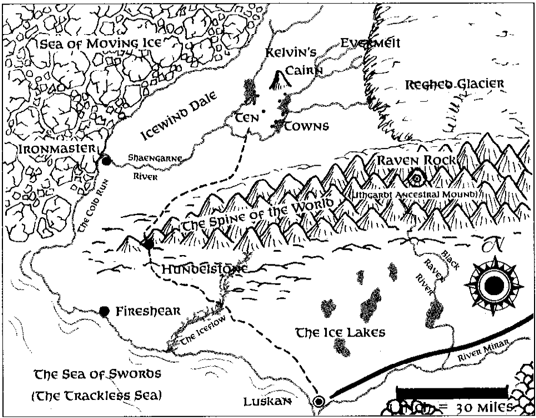 Sea of Moving Ice
Kelvin's
Cairn
Evermelt
Reghed Glacier
Icewind Dale
Ten
Towns
Ironmaster
Shaengarne
River
The Cold Run
Raven Rock
(Uthgardt Ancestral Mound)
The Spine of the World
Hundelstone
N
Black
Raven
River
Fireshear
The Icerlow
The Ice Lakes
River Mirar
The Sea of Swords
(The Trackless Sea)
Luskan
= 30 Miles